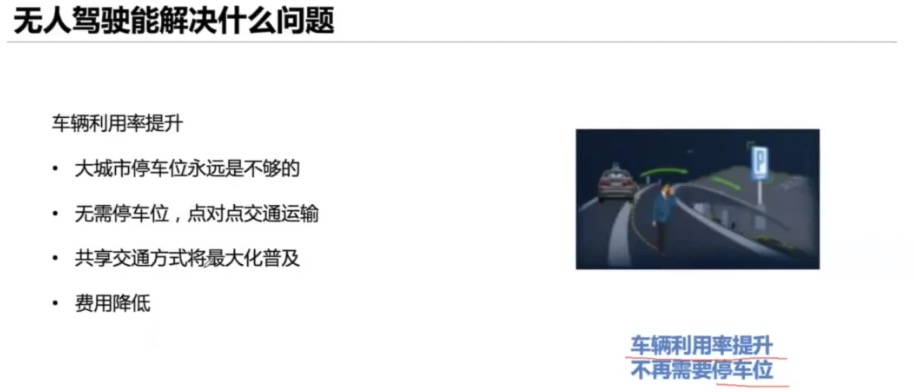 无人驾驶能解决什么问题
车辆利用率提升
• 大城市停车位永远是不够的
• 无需停车位，点对点交通运输
• 共享交通方式将最大化普及
• 费用降低
P
车辆利用率提升
不再需要停车位